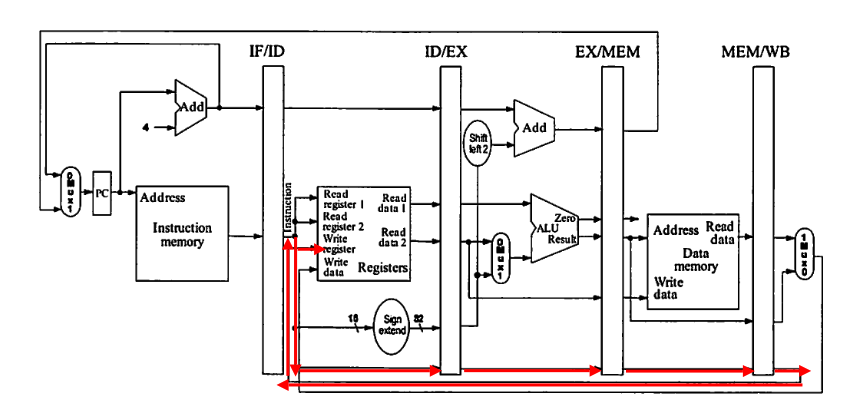 IF/ID
ID/EX
EX/MEM
MEM/WB
Add
4
Add
Shift
left 2
0
M
u
x
1
PC
Address
Instruction
memory
Instruction
Read
register 1
Read
register 2
Write
register
Write
data
Registers
Read
data 1
Read
data 2
0
M
u
x
1
Zero
ALU
Result
Address
Read
data
Data
memory
Write
data
1
M
u
x
0
16
Sign
extend
32